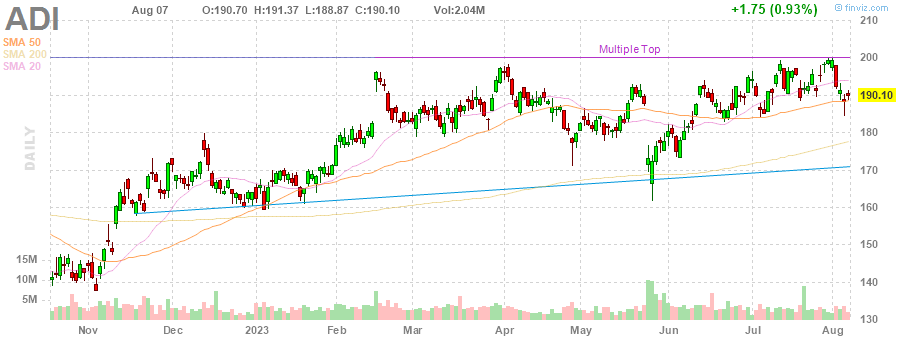 ADI
Aug 07 O:190.70 H:191.37 L:188.87 C:190.10 Vol:2.04M +1.75 (0.93%)
© finviz.com
SMA 50
SMA 200
SMA 20
Multiple Top
DAILY
210
200
190.10
180
170
160
150
140
130
15M
10M
5M
Nov Dec 2023 Feb Mar Apr May Jun Jul Aug